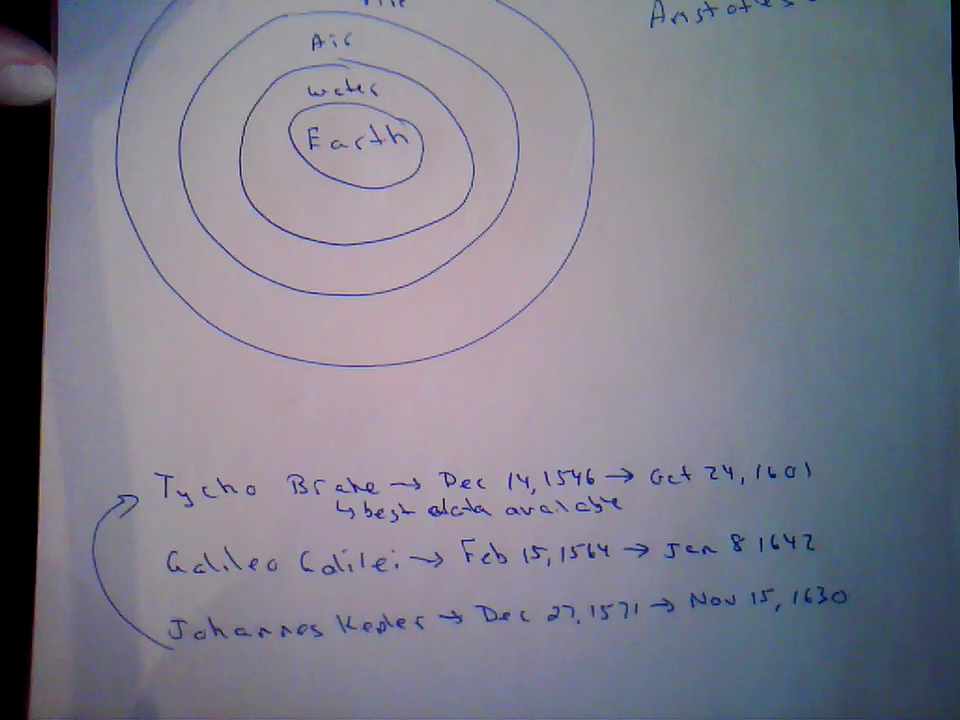 Air
water
Earth
Tycho Brahe → Dec 14, 1546 → Oct 24, 1601
↳ best data available
Galileo Galilei → Feb 15, 1564 → Jan 8 1642
Johannes Kepler → Dec 27, 1571 → Nov 15, 1630